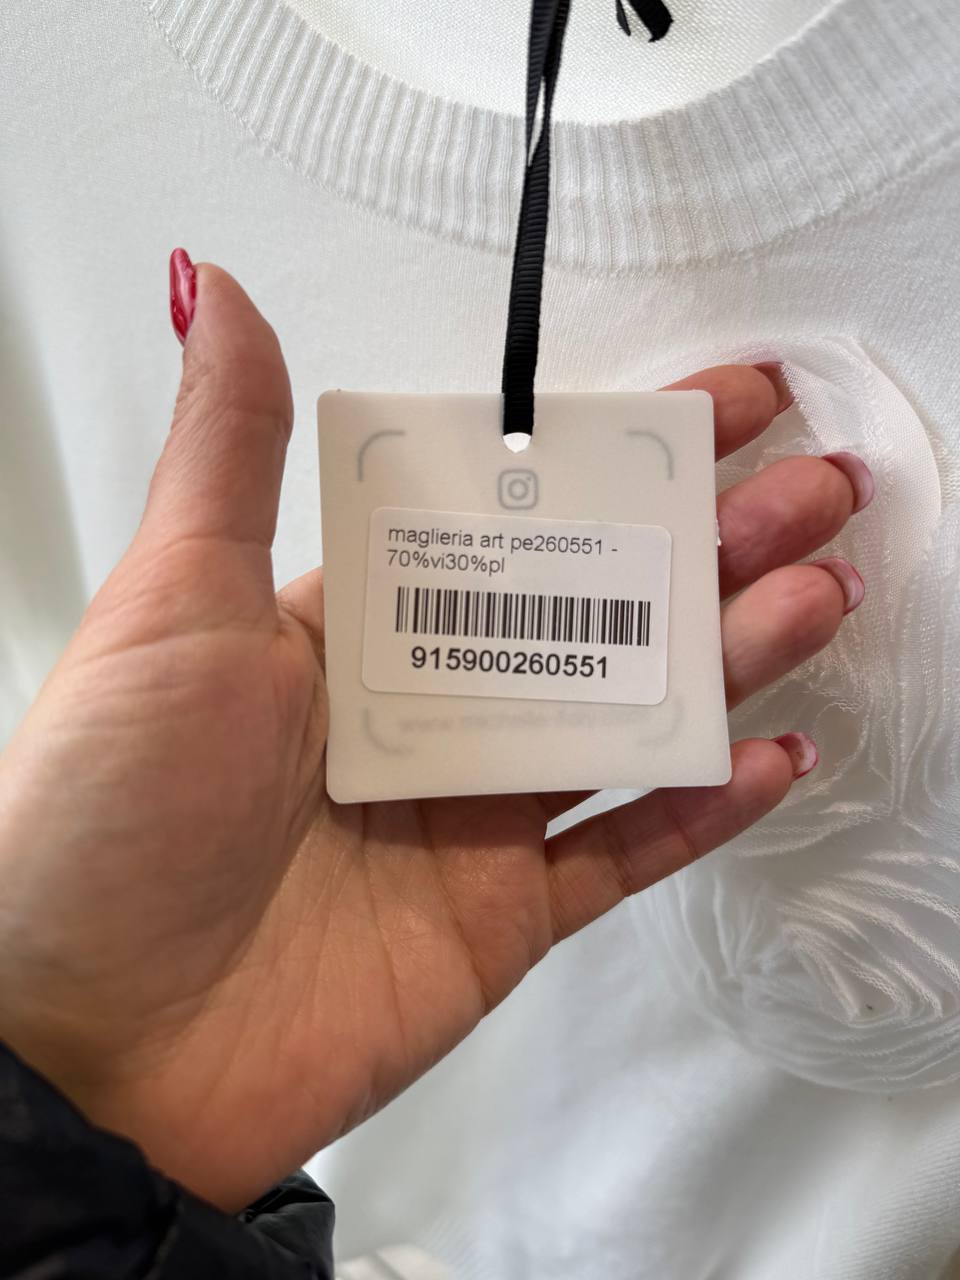 maglieria art pe260551 -
70%vi30%pl
915900260551